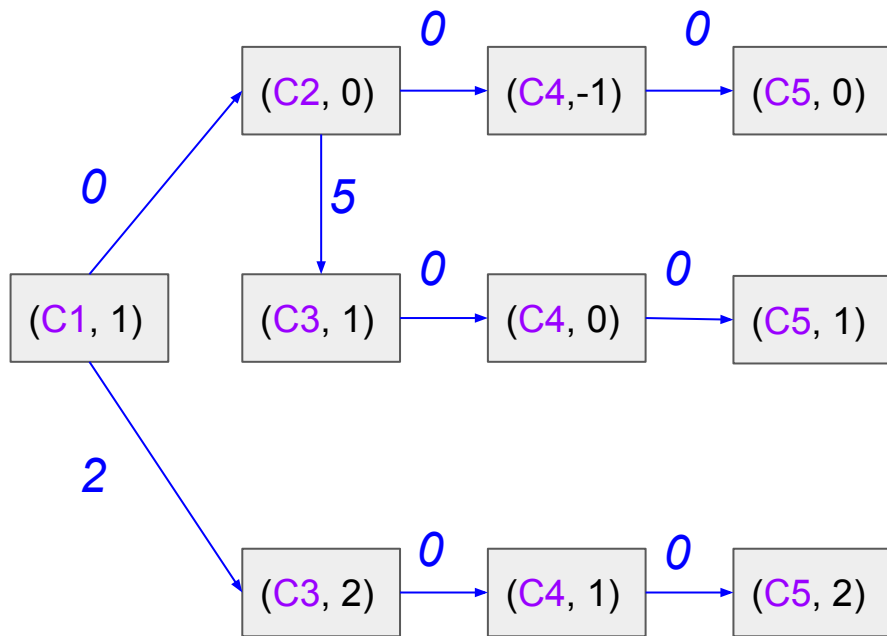 0 0
(C2, 0) (C4,-1) (C5, 0)
0 5
0 0
(C1, 1) (C3, 1) (C4, 0) (C5, 1)
2
0 0
(C3, 2) (C4, 1) (C5, 2)